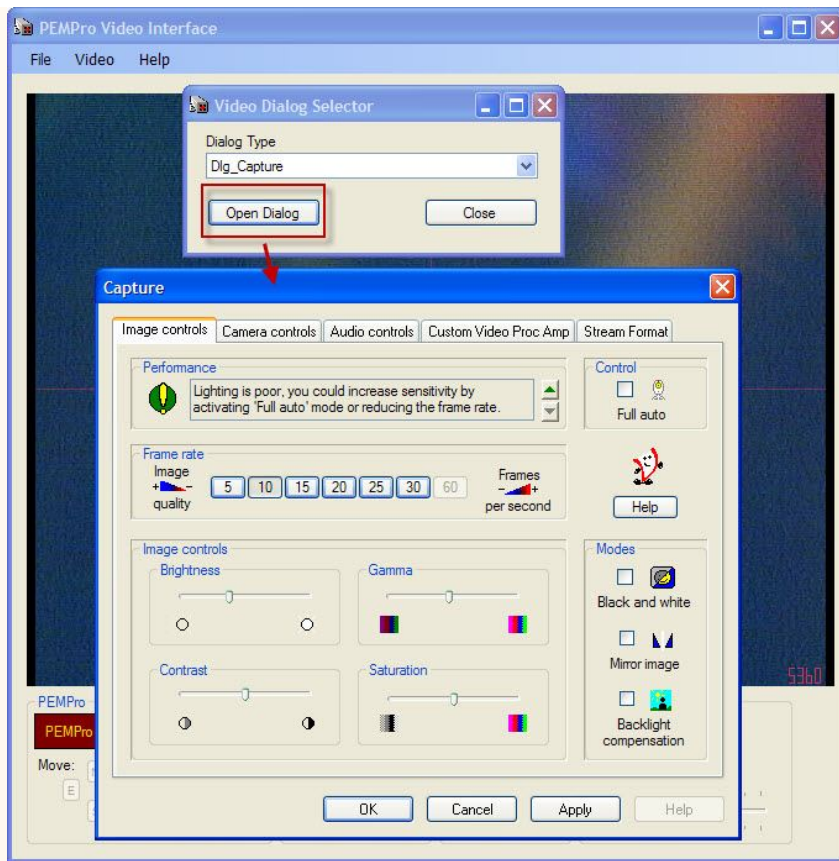 PEMPro Video Interface
File Video Help
Video Dialog Selector
Dialog Type
Dlg_Capture
Open Dialog Close
Capture
Image controls Camera controls Audio controls Custom Video Proc Amp Stream Format
Performance
Lighting is poor, you could increase sensitivity by
activating 'Full auto' mode or reducing the frame rate.
Control
Full auto
Frame rate
Image
quality
5 10 15 20 25 30 60
Frames
per second
Help
Image controls
Brightness Gamma
Contrast Saturation
Modes
Black and white
Mirror image
Backlight
compensation
5360
PEMPro
PEMPro
Move:
E
OK Cancel Apply Help